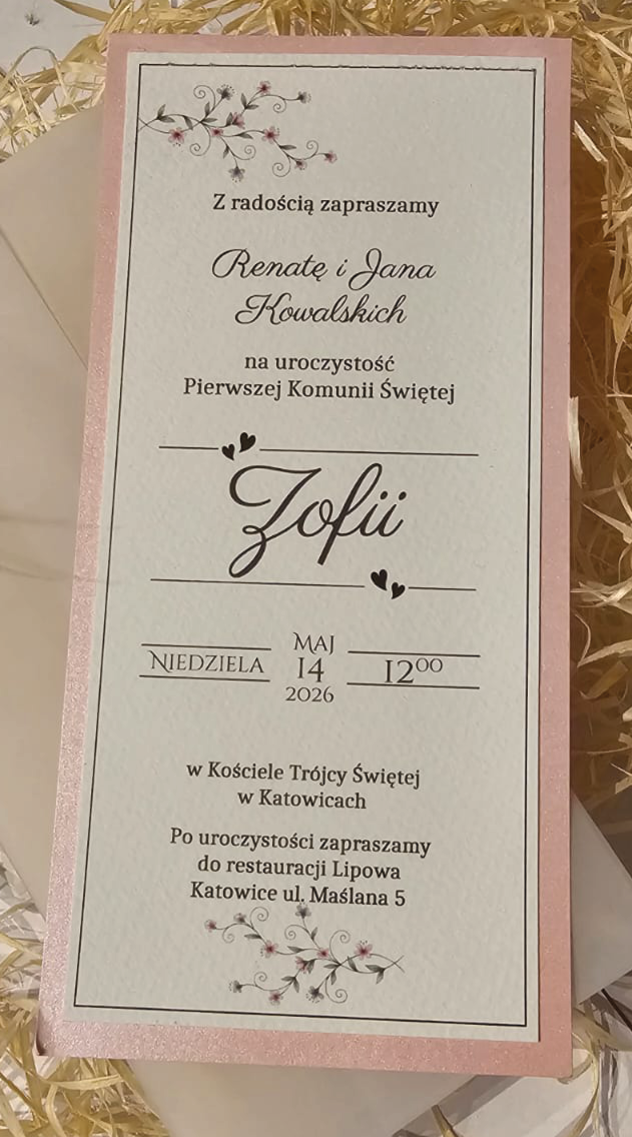 Z radością zapraszamy
Renatę i Jana
Kowalskich
na uroczystość
Pierwszej Komunii Świętej
Zofii
Niedziela
Maj
14
2026
12⁰⁰
w Kościele Trójcy Świętej
w Katowicach
Po uroczystości zapraszamy
do restauracji Lipowa
Katowice ul. Maślana 5